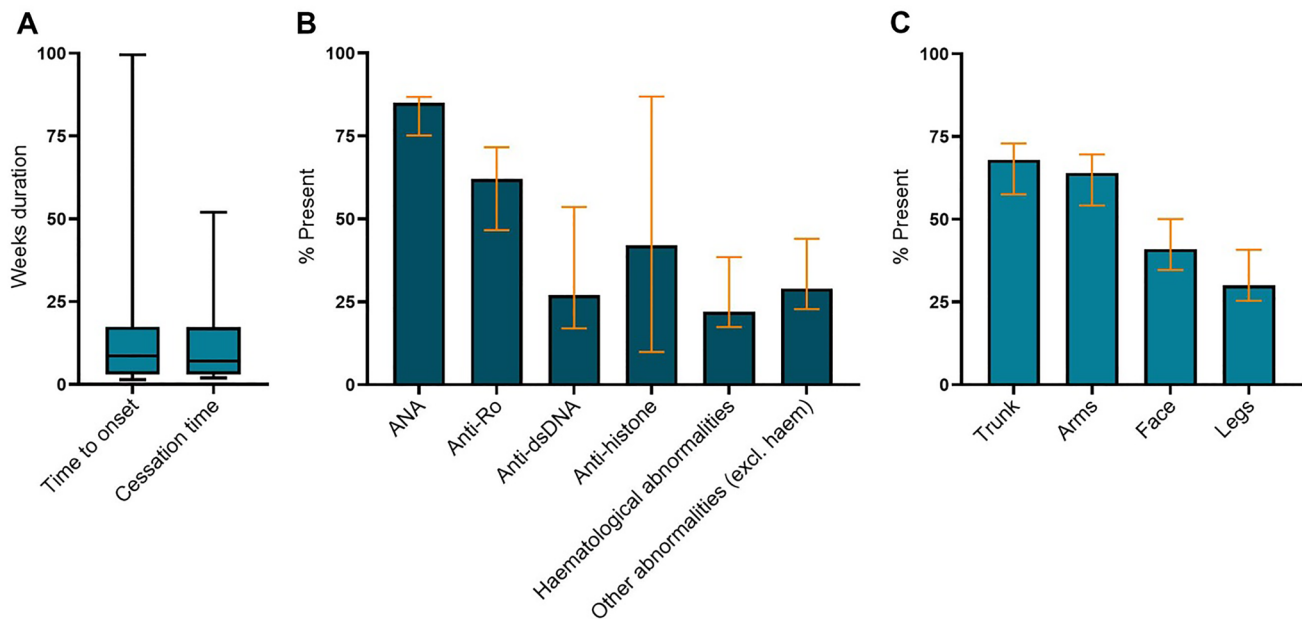 A
Weeks duration
100
75
50
25
0
Time to onset
Cessation time
B
% Present
100
75
50
25
0
ANA
Anti-Ro
Anti-dsDNA
Anti-histone
Haematological abnormalities
Other abnormalities (excl. haem)
C
% Present
100
75
50
25
0
Trunk
Arms
Face
Legs